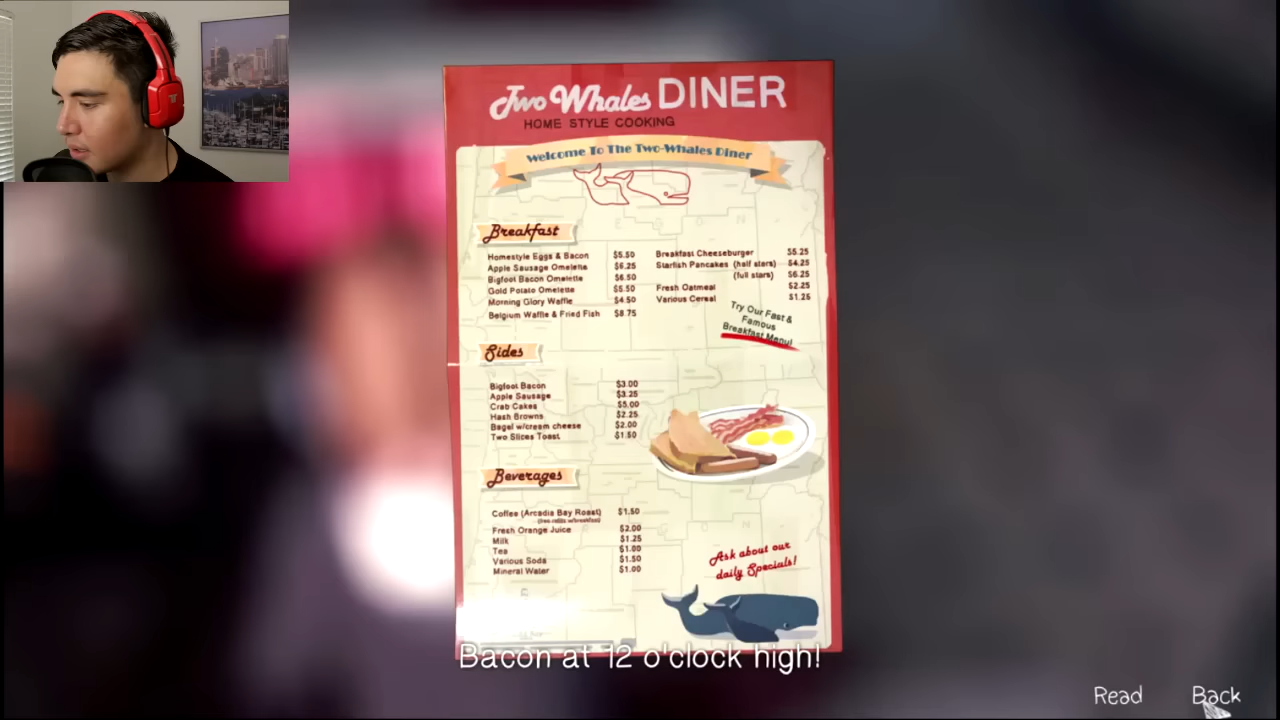 Two Whales DINER
HOME STYLE COOKING
Welcome To The Two-Whales Diner
Breakfast
Homestyle Eggs & Bacon $5.50
Apple Sausage Omelette $6.25
Bigfoot Bacon Omelette $6.50
Gold Potato Omelette $5.50
Morning Glory Waffle $4.50
Belgium Waffle & Fried Fish $8.75
Breakfast Cheeseburger $5.25
Starfish Pancakes (half stars) $4.25
(full stars) $6.25
Fresh Oatmeal $2.25
Various Cereal $1.25
Try Our Fast &
Famous
Breakfast Menu!
Sides
Bigfoot Bacon $3.00
Apple Sausage $3.25
Crab Cakes $5.00
Hash Browns $2.25
Bagel w/cream cheese $2.00
Two Slices Toast $1.50
Beverages
Coffee (Arcadia Bay Roast) $1.50
Fresh Orange Juice $2.00
Milk $1.25
Tea $1.00
Various Soda $1.50
Mineral Water $1.00
Ask about our
daily Specials!
Bacon at 12 o'clock high!
Read Back